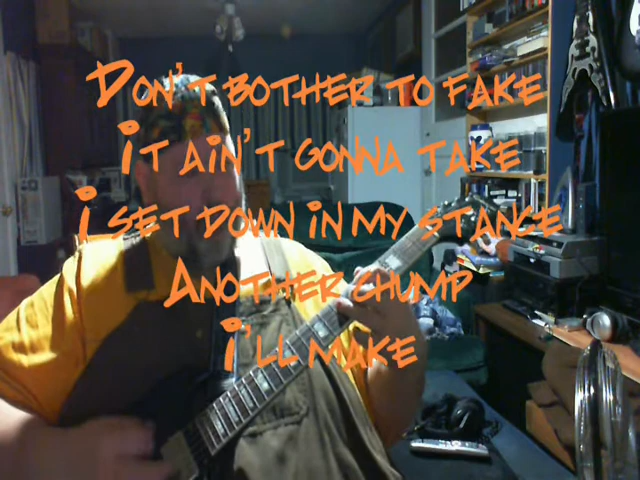 Don't bother to fake
It ain't gonna take
I set down in my stance
Another chump
I'll make